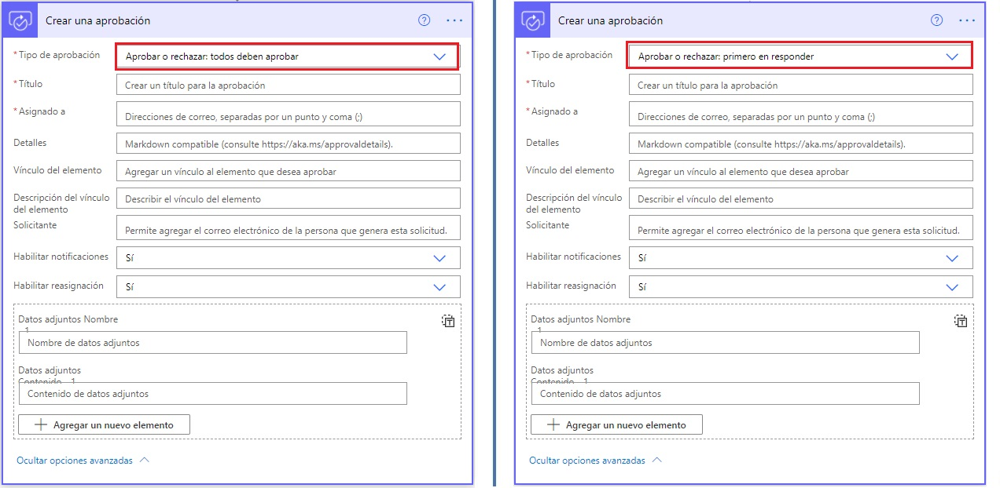 Crear una aprobación
*Tipo de aprobación
Aprobar o rechazar: todos deben aprobar
*Título
Crear un título para la aprobación
*Asignado a
Direcciones de correo, separadas por un punto y coma (;)
Detalles
Markdown compatible (consulte https://aka.ms/approvaldetails).
Vínculo del elemento
Agregar un vínculo al elemento que desea aprobar
Descripción del vínculo
del elemento
Describir el vínculo del elemento
Solicitante
Permite agregar el correo electrónico de la persona que genera esta solicitud.
Habilitar notificaciones
Sí
Habilitar reasignación
Sí
Datos adjuntos Nombre
_1
Nombre de datos adjuntos
Datos adjuntos
Contenido _1
Contenido de datos adjuntos
Agregar un nuevo elemento
Ocultar opciones avanzadas
Crear una aprobación
*Tipo de aprobación
Aprobar o rechazar: primero en responder
*Título
Crear un título para la aprobación
*Asignado a
Direcciones de correo, separadas por un punto y coma (;)
Detalles
Markdown compatible (consulte https://aka.ms/approvaldetails).
Vínculo del elemento
Agregar un vínculo al elemento que desea aprobar
Descripción del vínculo
del elemento
Describir el vínculo del elemento
Solicitante
Permite agregar el correo electrónico de la persona que genera esta solicitud.
Habilitar notificaciones
Sí
Habilitar reasignación
Sí
Datos adjuntos Nombre
_1
Nombre de datos adjuntos
Datos adjuntos
Contenido _1
Contenido de datos adjuntos
Agregar un nuevo elemento
Ocultar opciones avanzadas